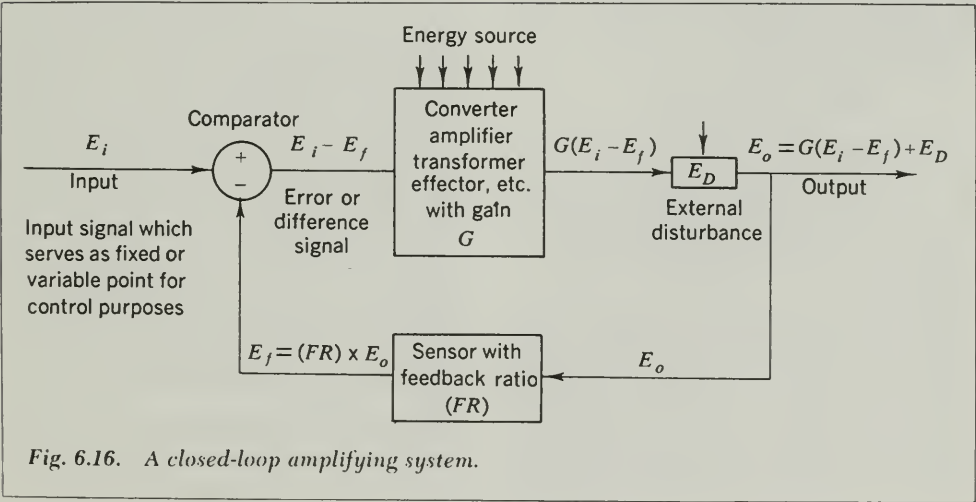 Energy source
Comparator
Converter
amplifier
transformer
effector, etc.
with gain
G
E_i
Input
+
−
E_i − E_f
Error or
difference
signal
G(E_i − E_f)
E_D
External
disturbance
E_o = G(E_i − E_f) + E_D
Output
Input signal which
serves as fixed or
variable point for
control purposes
E_f = (FR) x E_o
Sensor with
feedback ratio
(FR)
E_o
Fig. 6.16. A closed-loop amplifying system.